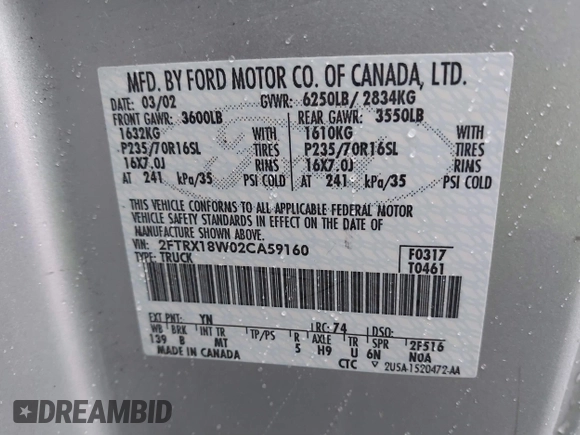 MFD. BY FORD MOTOR CO. OF CANADA, LTD.
DATE: 03/02 GVWR: 6250LB / 2834KG
FRONT GAWR: 3600LB REAR GAWR: 3550LB
1632KG WITH 1610KG WITH
P235/70R16SL TIRES P235/70R16SL TIRES
16X7.0J RIMS 16X7.0J RIMS
AT 241 kPa/35 PSI COLD AT 241 kPa/35 PSI COLD
THIS VEHICLE CONFORMS TO ALL APPLICABLE FEDERAL MOTOR
VEHICLE SAFETY STANDARDS IN EFFECT ON THE DATE OF MANUFACTURE
SHOWN ABOVE.
VIN: 2FTRX18W02CA59160 F0317
TYPE: TRUCK T0461
EXT PNT: YN RC: 74 DSO:
WB BRK INT TR TP/PS R AXLE TR SPR 2F516
139 B MT 5 H9 U 6N N0A
MADE IN CANADA CTC 2U5A-1520472-AA
DREAMBID